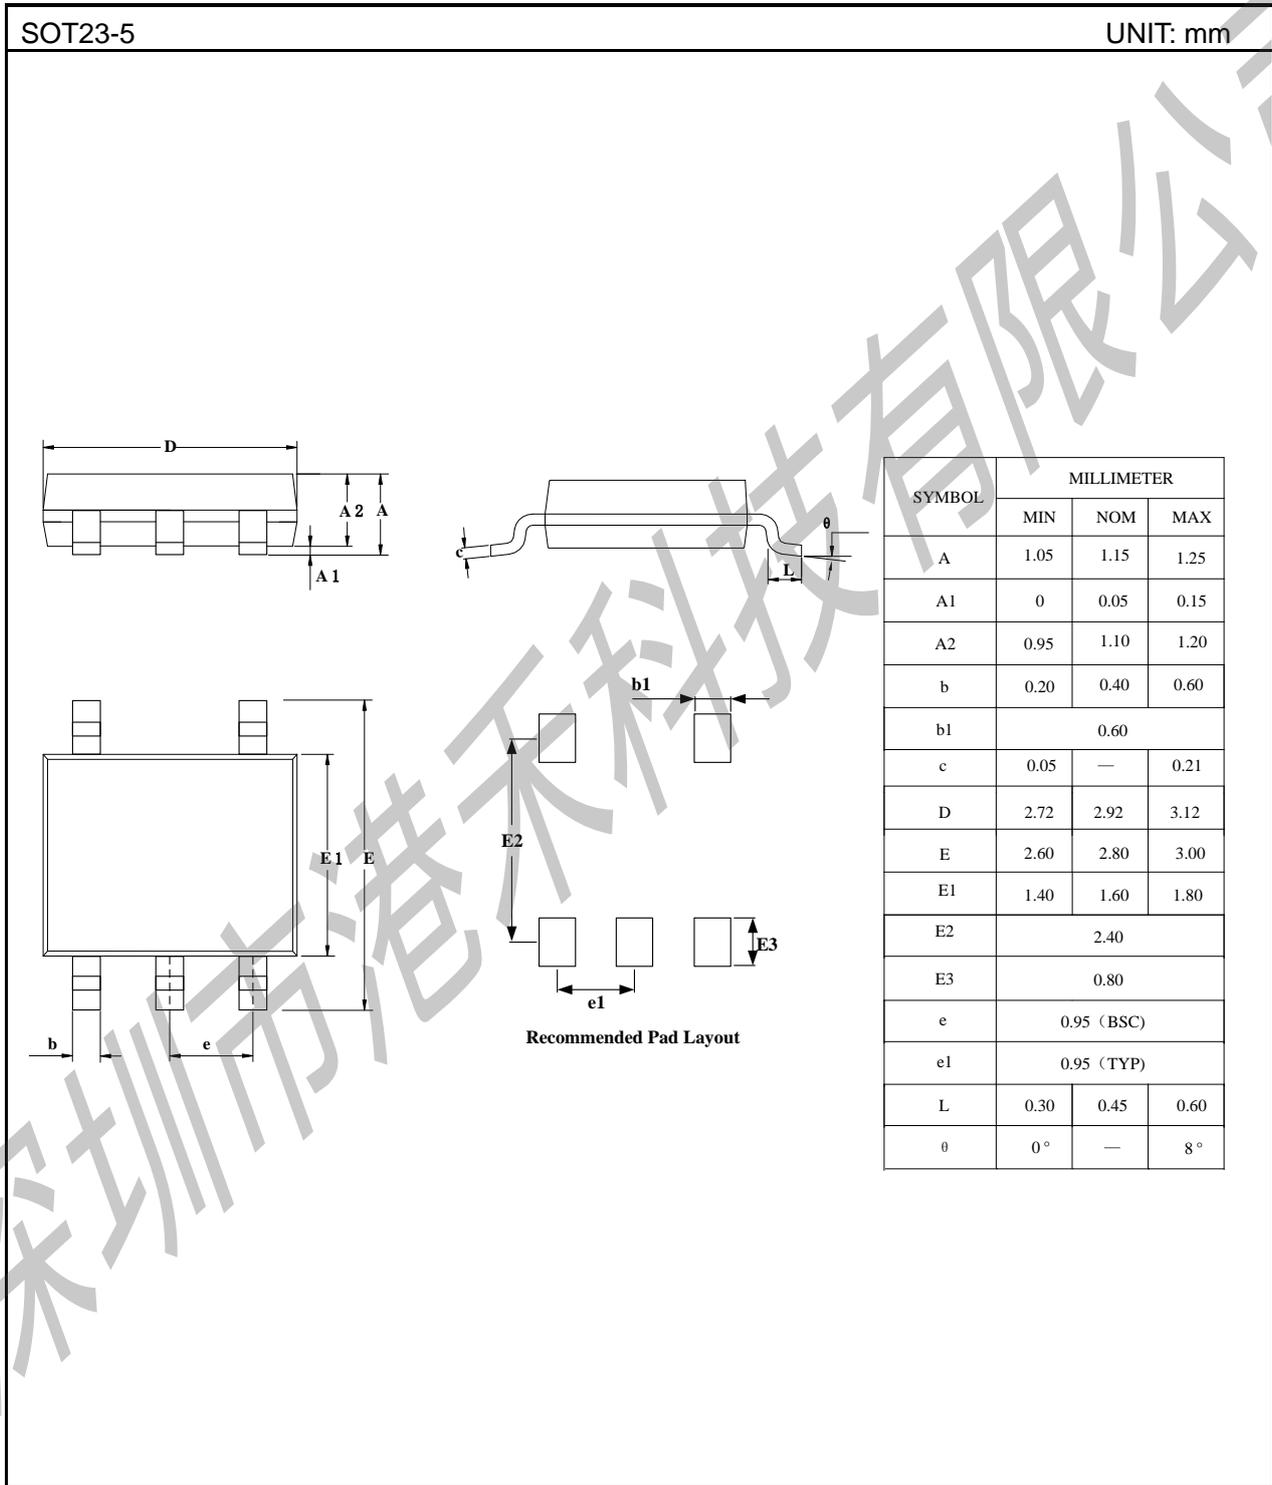 SOT23-5 UNIT: mm
D
A2 A
A1
c
θ
L
E1 E
b e
b1
E2
E3
e1
Recommended Pad Layout
SYMBOL MILLIMETER
MIN NOM MAX
A 1.05 1.15 1.25
A1 0 0.05 0.15
A2 0.95 1.10 1.20
b 0.20 0.40 0.60
b1 0.60
c 0.05 — 0.21
D 2.72 2.92 3.12
E 2.60 2.80 3.00
E1 1.40 1.60 1.80
E2 2.40
E3 0.80
e 0.95（BSC)
e1 0.95（TYP)
L 0.30 0.45 0.60
θ 0° — 8°
深圳市港禾科技有限公司